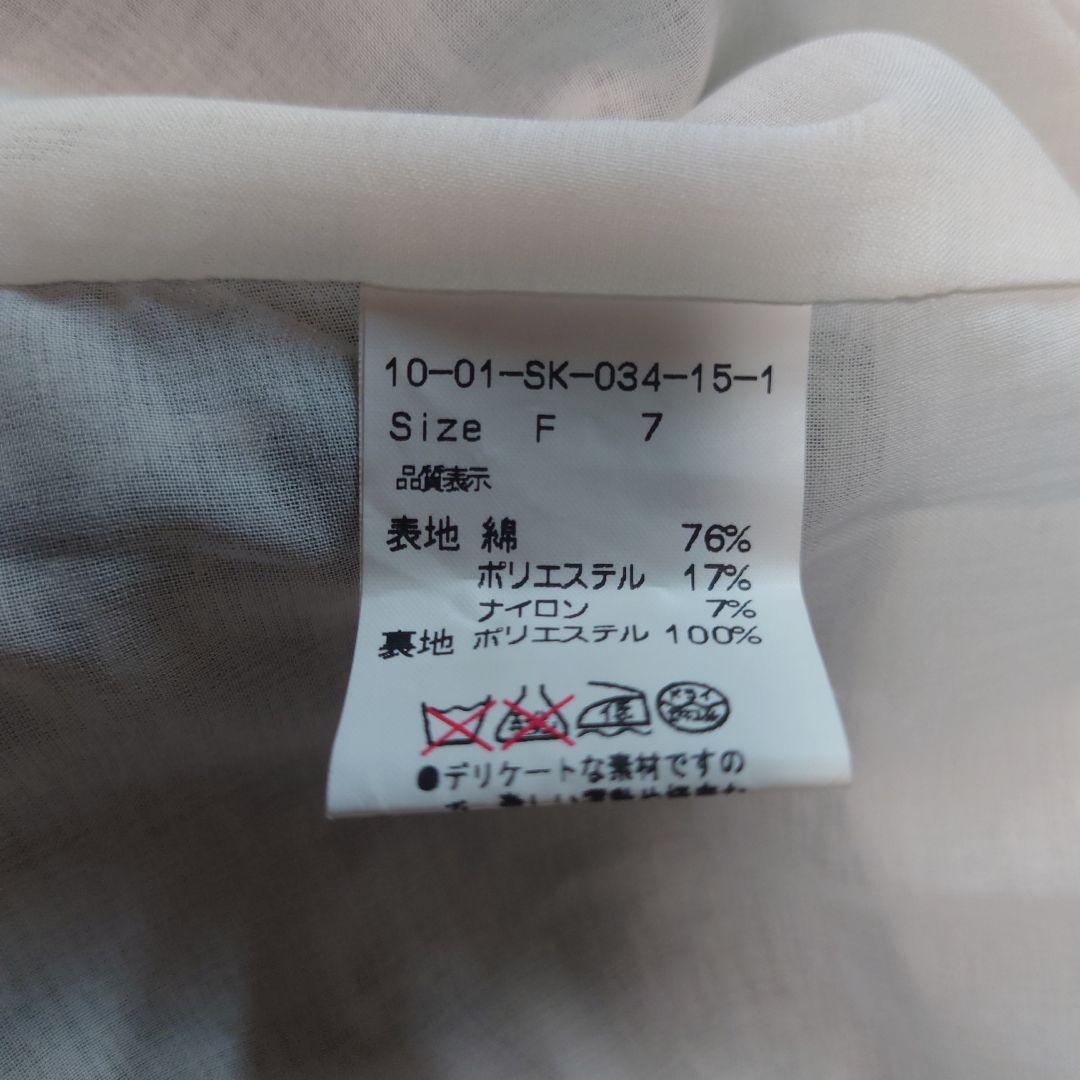 10-01-SK-034-15-1
Size F 7
品質表示
表地 綿 76%
ポリエステル 17%
ナイロン 7%
裏地 ポリエステル 100%
低
ドライ
●デリケートな素材ですの